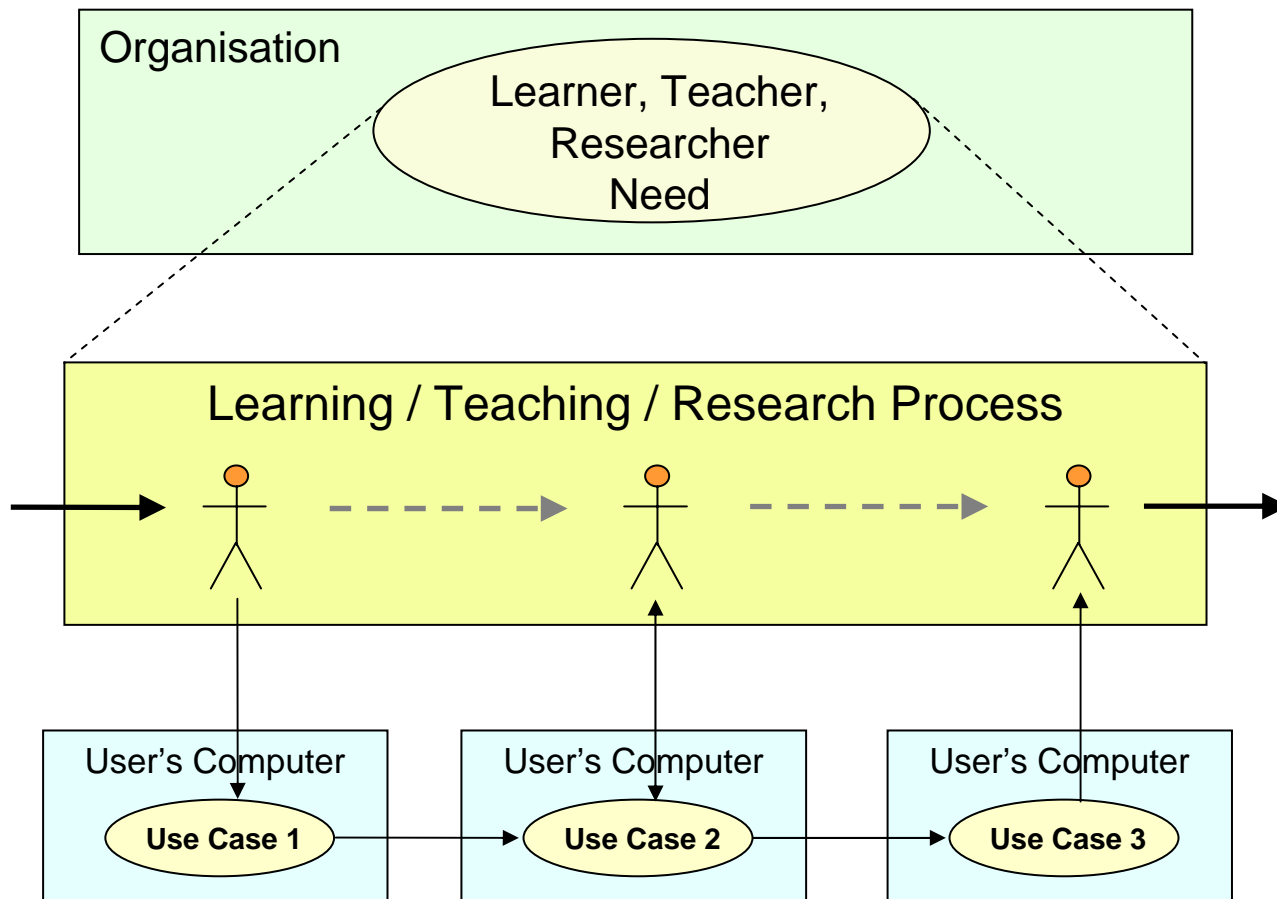 Organisation
Learner, Teacher,
Researcher
Need
Learning / Teaching / Research Process
User’s Computer
User’s Computer
User’s Computer
Use Case 1
Use Case 2
Use Case 3